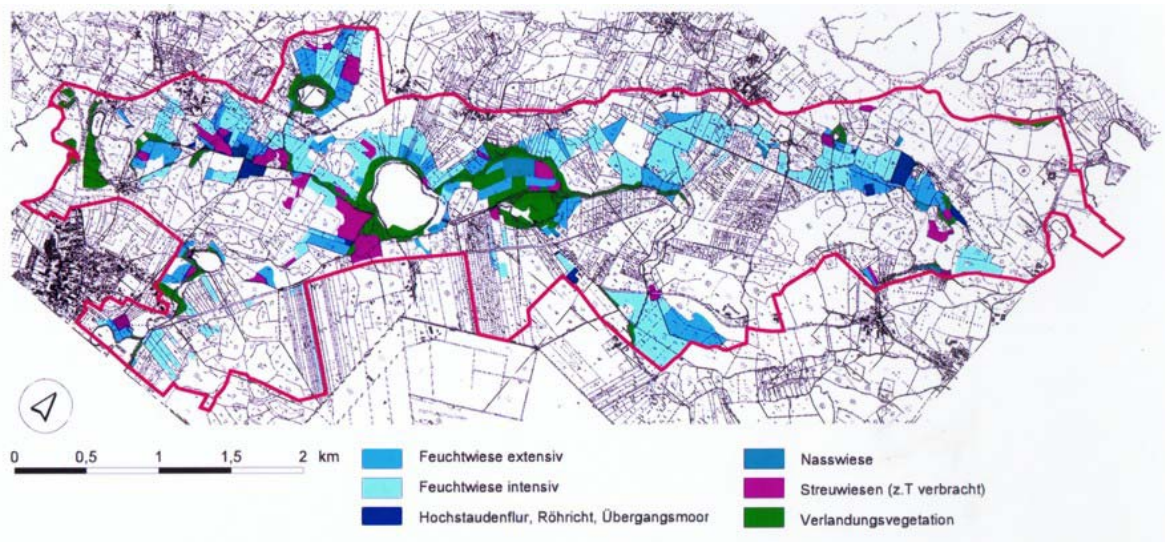 0 0,5 1 1,5 2 km
Feuchtwiese extensiv
Feuchtwiese intensiv
Hochstaudenflur, Röhricht, Übergangsmoor
Nasswiese
Streuwiesen (z.T verbracht)
Verlandungsvegetation